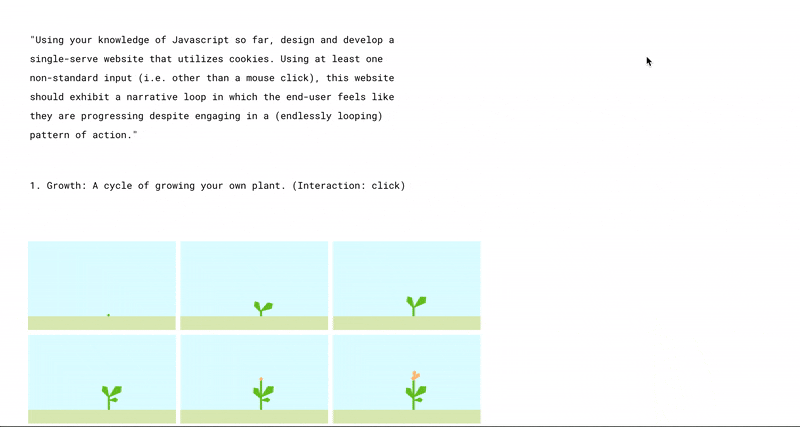 "Using your knowledge of Javascript so far, design and develop a
single-serve website that utilizes cookies. Using at least one
non-standard input (i.e. other than a mouse click), this website
should exhibit a narrative loop in which the end-user feels like
they are progressing despite engaging in a (endlessly looping)
pattern of action."
1. Growth: A cycle of growing your own plant. (Interaction: click)